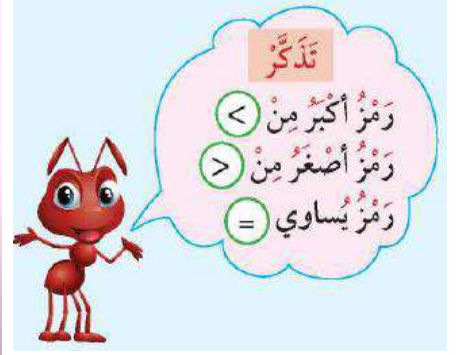 تَذَكَّرْ
رَمْزُ أَكْبَرُ مِنْ >
رَمْزُ أَصْغَرُ مِنْ <
رَمْزُ يُساوي =